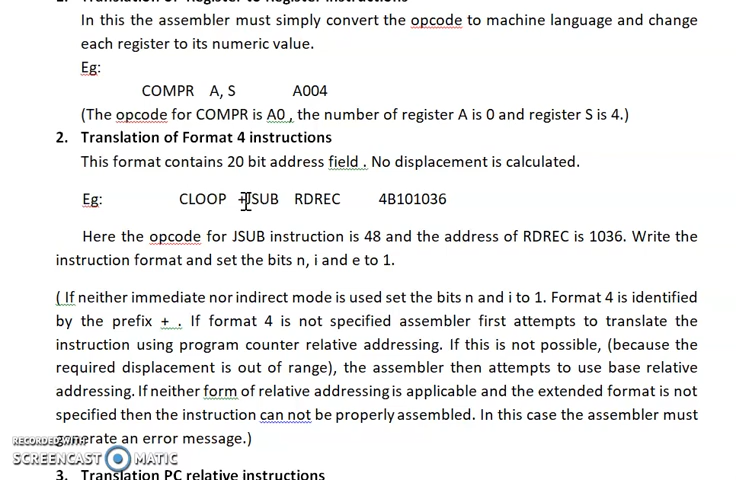 1. Translation of Register to Register instructions
In this the assembler must simply convert the opcode to machine language and change
each register to its numeric value.
Eg:
COMPR A, S A004
(The opcode for COMPR is A0 , the number of register A is 0 and register S is 4.)
2. Translation of Format 4 instructions
This format contains 20 bit address field . No displacement is calculated.
Eg: CLOOP +JSUB RDREC 4B101036
Here the opcode for JSUB instruction is 48 and the address of RDREC is 1036. Write the
instruction format and set the bits n, i and e to 1.
( If neither immediate nor indirect mode is used set the bits n and i to 1. Format 4 is identified
by the prefix + . If format 4 is not specified assembler first attempts to translate the
instruction using program counter relative addressing. If this is not possible, (because the
required displacement is out of range), the assembler then attempts to use base relative
addressing. If neither form of relative addressing is applicable and the extended format is not
specified then the instruction can not be properly assembled. In this case the assembler must
generate an error message.)
RECORDED WITH
SCREENCAST MATIC
3. Translation PC relative instructions